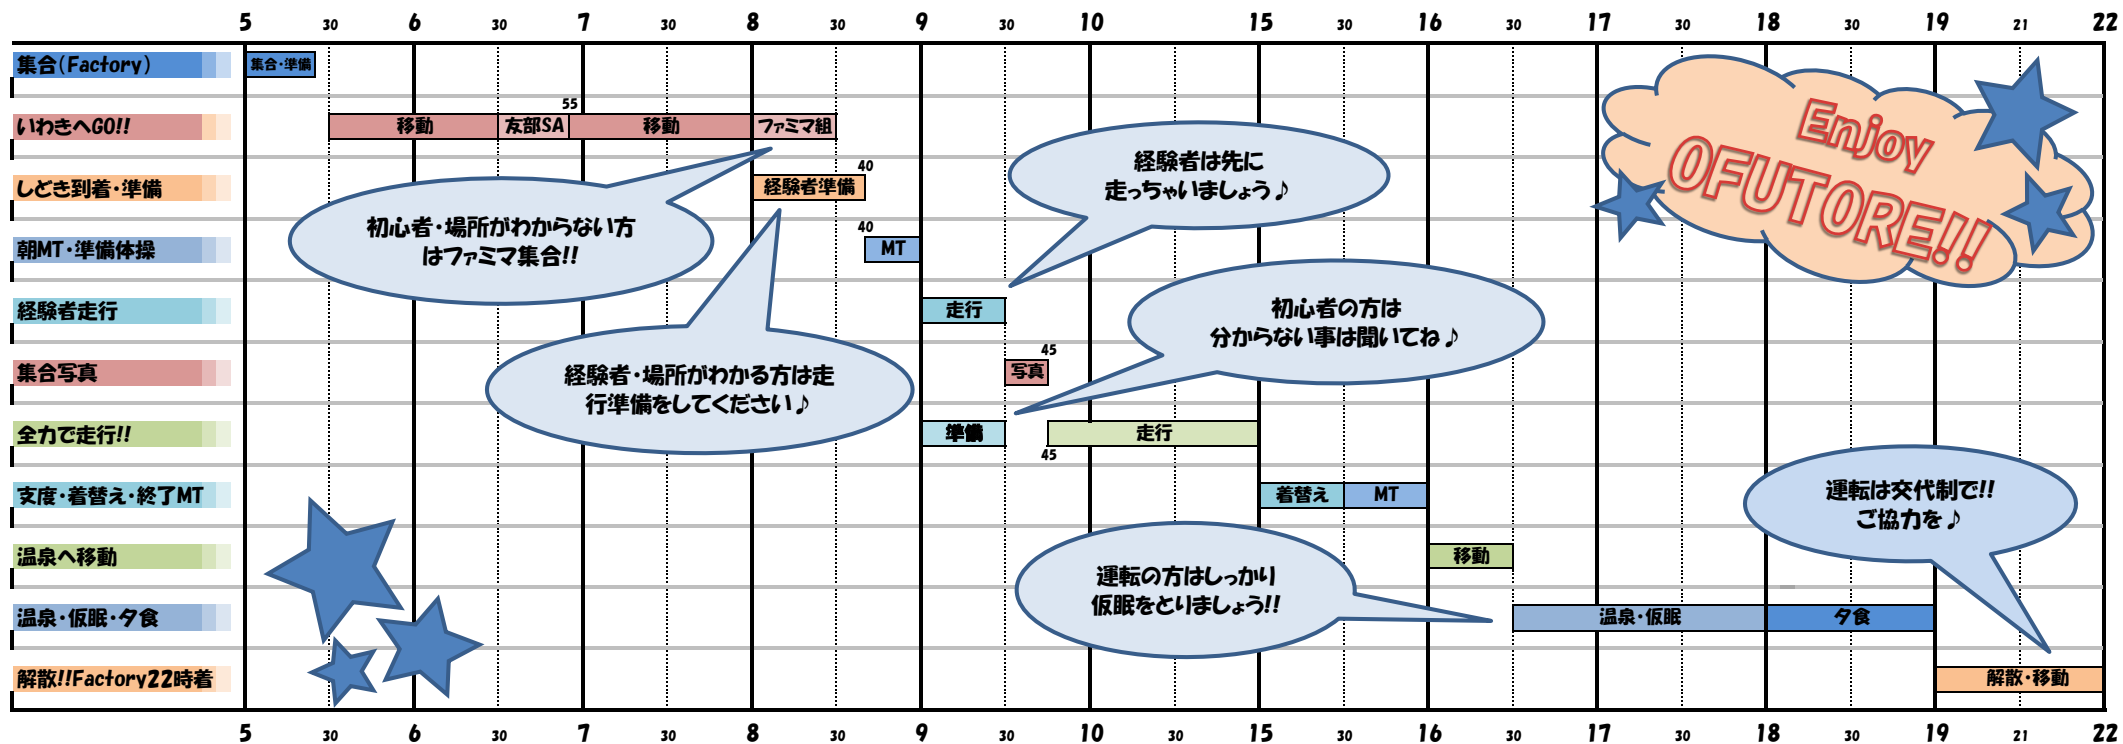 5 30 6 30 7 30 8 30 9 30 10 15 30 16 30 17 30 18 30 19 21 22
集合(Factory)
集合・準備
55
いわきへGO!!
移動 友部SA 移動 ファミマ組
40
しどき到着・準備
経験者準備
40
朝MT・準備体操
MT
経験者走行
走行
45
集合写真
写真
全力で走行!!
準備 走行
45
支度・着替え・終了MT
着替え MT
温泉へ移動
移動
温泉・仮眠・夕食
温泉・仮眠 夕食
解散!!Factory22時着
解散・移動
初心者・場所がわからない方
はファミマ集合!!
経験者・場所がわかる方は走
行準備をしてください♪
経験者は先に
走っちゃいましょう♪
初心者の方は
分からない事は聞いてね♪
運転の方はしっかり
仮眠をとりましょう!!
運転は交代制で!!
ご協力を♪
Enjoy
OFUTORE!!
5 30 6 30 7 30 8 30 9 30 10 30 15 30 16 30 17 30 18 30 19 21 22